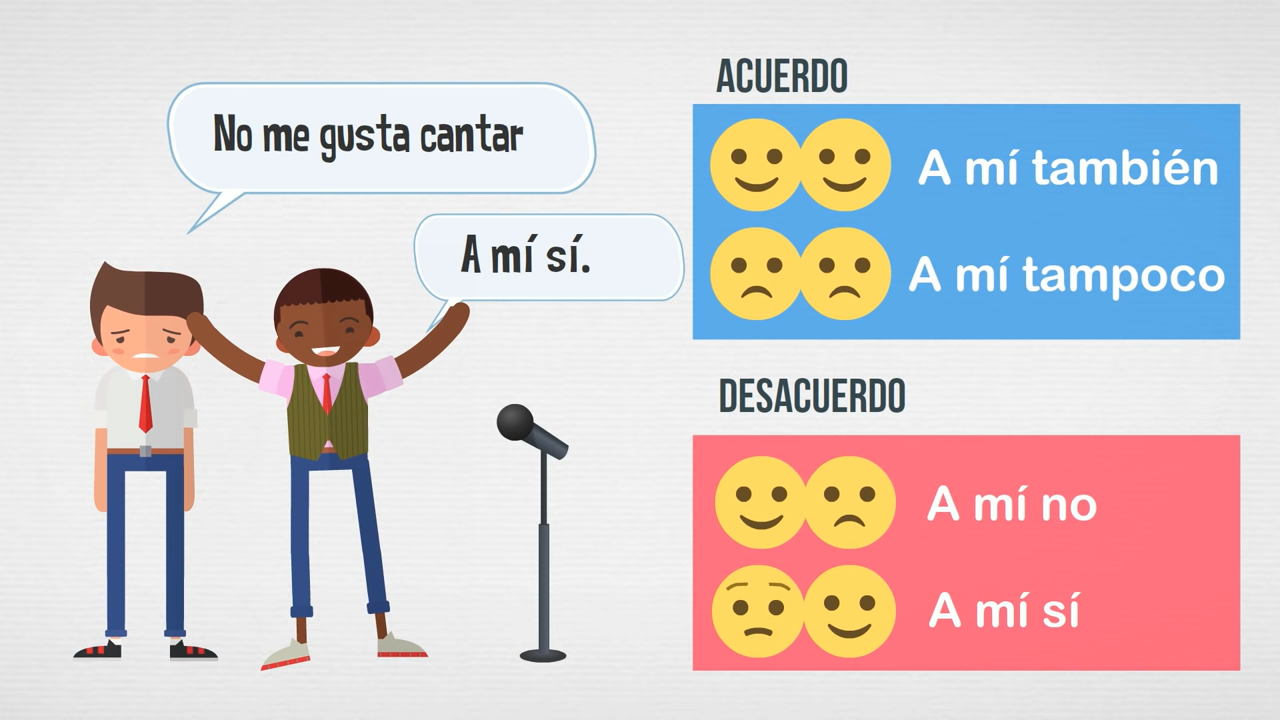 No me gusta cantar
A mí sí.
ACUERDO
A mí también
A mí tampoco
DESACUERDO
A mí no
A mí sí